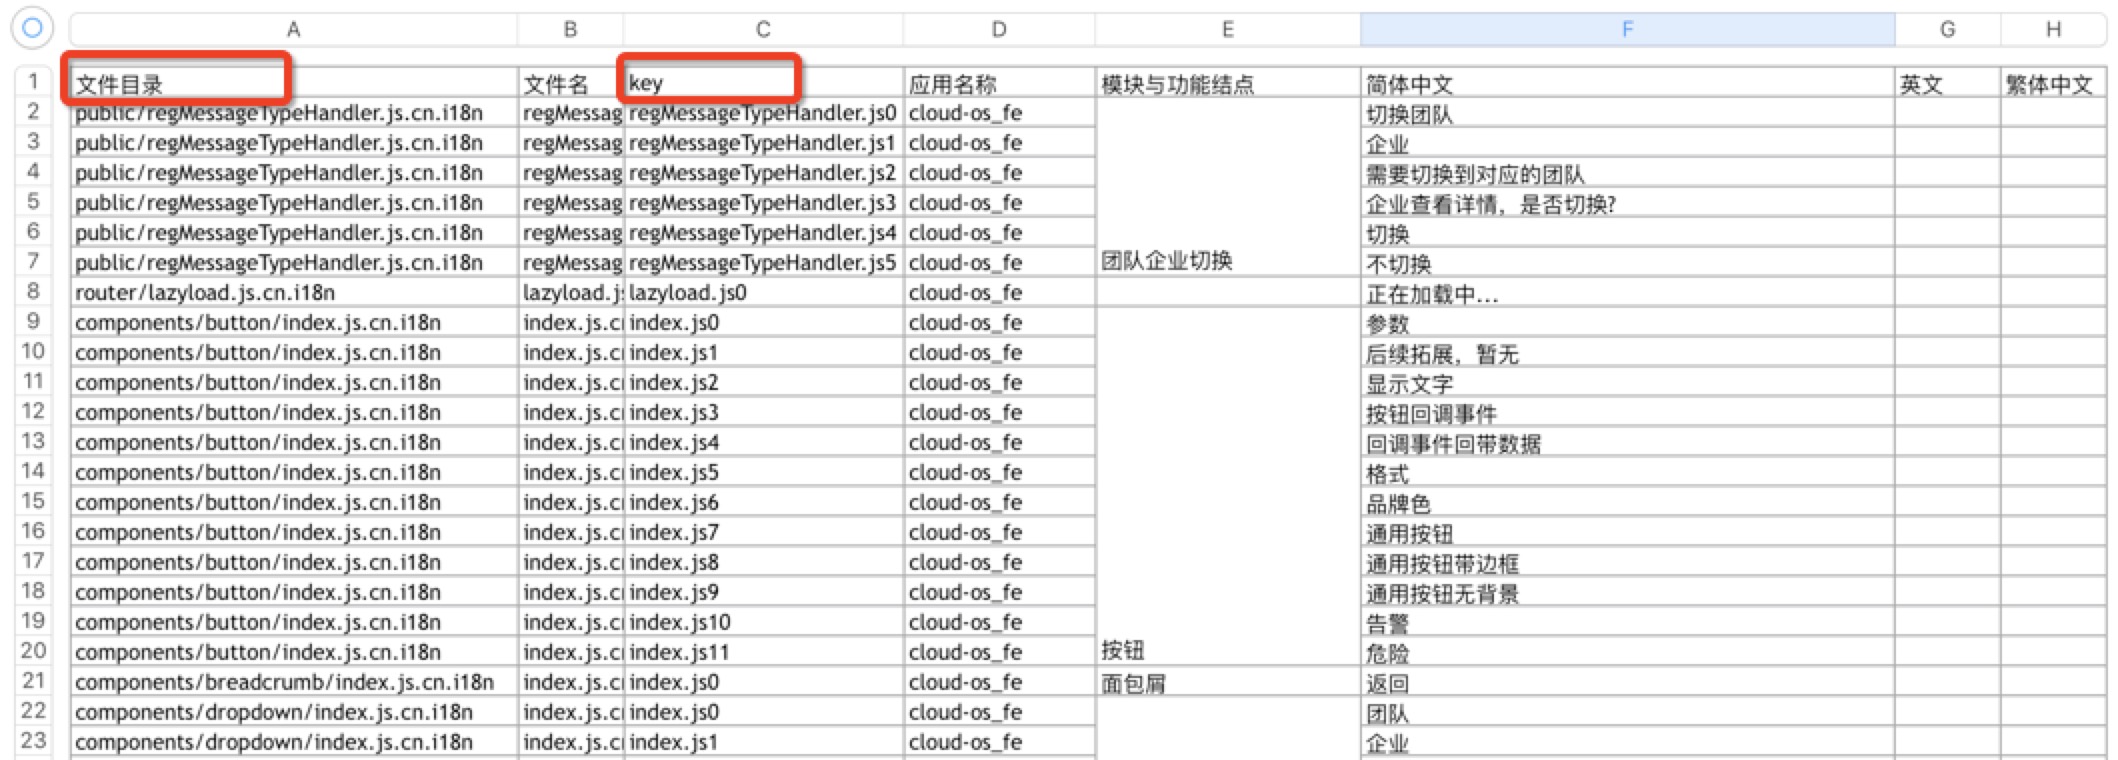 A B C D E F G H
1 文件目录 文件名 key 应用名称 模块与功能结点 简体中文 英文 繁体中文
2 public/regMessageTypeHandler.js.cn.i18n regMessag regMessageTypeHandler.js0 cloud-os_fe 切换团队
3 public/regMessageTypeHandler.js.cn.i18n regMessag regMessageTypeHandler.js1 cloud-os_fe 企业
4 public/regMessageTypeHandler.js.cn.i18n regMessag regMessageTypeHandler.js2 cloud-os_fe 需要切换到对应的团队
5 public/regMessageTypeHandler.js.cn.i18n regMessag regMessageTypeHandler.js3 cloud-os_fe 企业查看详情，是否切换?
6 public/regMessageTypeHandler.js.cn.i18n regMessag regMessageTypeHandler.js4 cloud-os_fe 切换
7 public/regMessageTypeHandler.js.cn.i18n regMessag regMessageTypeHandler.js5 cloud-os_fe 团队企业切换 不切换
8 router/lazyload.js.cn.i18n lazyload.j lazyload.js0 cloud-os_fe 正在加载中...
9 components/button/index.js.cn.i18n index.js.c index.js0 cloud-os_fe 参数
10 components/button/index.js.cn.i18n index.js.c index.js1 cloud-os_fe 后续拓展，暂无
11 components/button/index.js.cn.i18n index.js.c index.js2 cloud-os_fe 显示文字
12 components/button/index.js.cn.i18n index.js.c index.js3 cloud-os_fe 按钮回调事件
13 components/button/index.js.cn.i18n index.js.c index.js4 cloud-os_fe 回调事件回带数据
14 components/button/index.js.cn.i18n index.js.c index.js5 cloud-os_fe 格式
15 components/button/index.js.cn.i18n index.js.c index.js6 cloud-os_fe 品牌色
16 components/button/index.js.cn.i18n index.js.c index.js7 cloud-os_fe 通用按钮
17 components/button/index.js.cn.i18n index.js.c index.js8 cloud-os_fe 通用按钮带边框
18 components/button/index.js.cn.i18n index.js.c index.js9 cloud-os_fe 通用按钮无背景
19 components/button/index.js.cn.i18n index.js.c index.js10 cloud-os_fe 告警
20 components/button/index.js.cn.i18n index.js.c index.js11 cloud-os_fe 按钮 危险
21 components/breadcrumb/index.js.cn.i18n index.js.c index.js0 cloud-os_fe 面包屑 返回
22 components/dropdown/index.js.cn.i18n index.js.c index.js0 cloud-os_fe 团队
23 components/dropdown/index.js.cn.i18n index.js.c index.js1 cloud-os_fe 企业